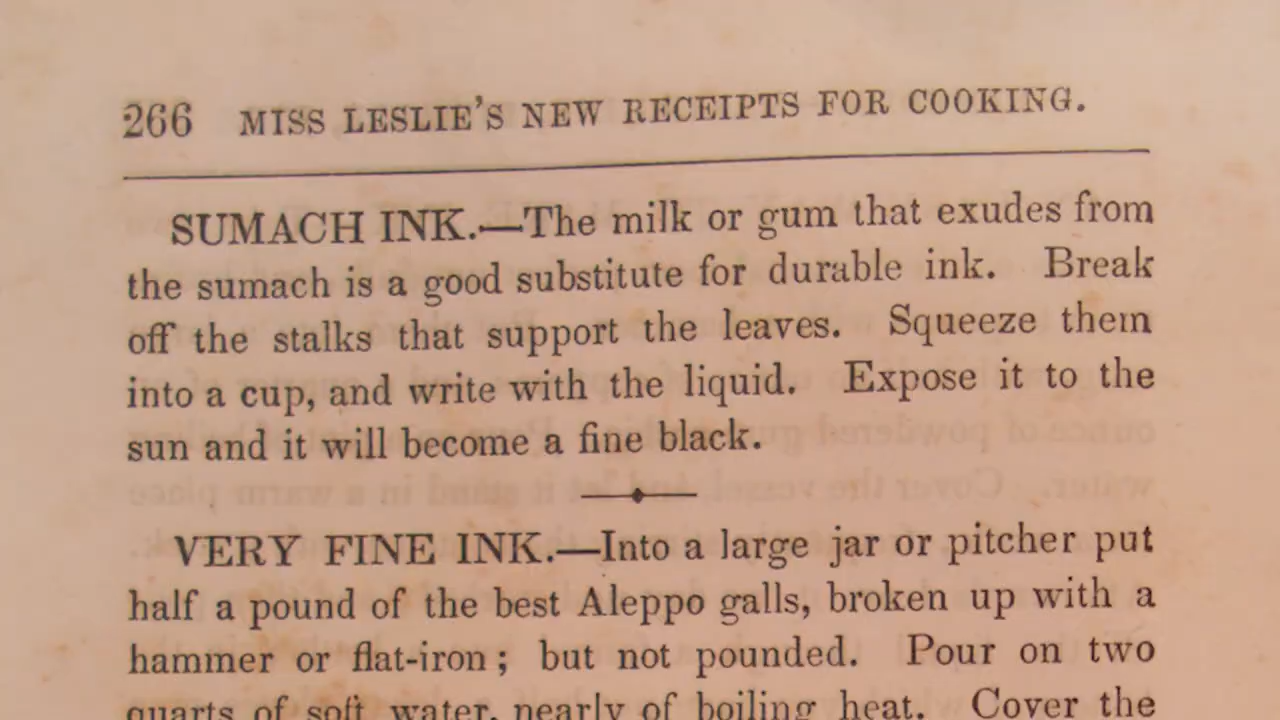 266 MISS LESLIE'S NEW RECEIPTS FOR COOKING.
SUMACH INK.—The milk or gum that exudes from
the sumach is a good substitute for durable ink. Break
off the stalks that support the leaves. Squeeze them
into a cup, and write with the liquid. Expose it to the
sun and it will become a fine black.
VERY FINE INK.—Into a large jar or pitcher put
half a pound of the best Aleppo galls, broken up with a
hammer or flat-iron; but not pounded. Pour on two
quarts of soft water, nearly of boiling heat. Cover the